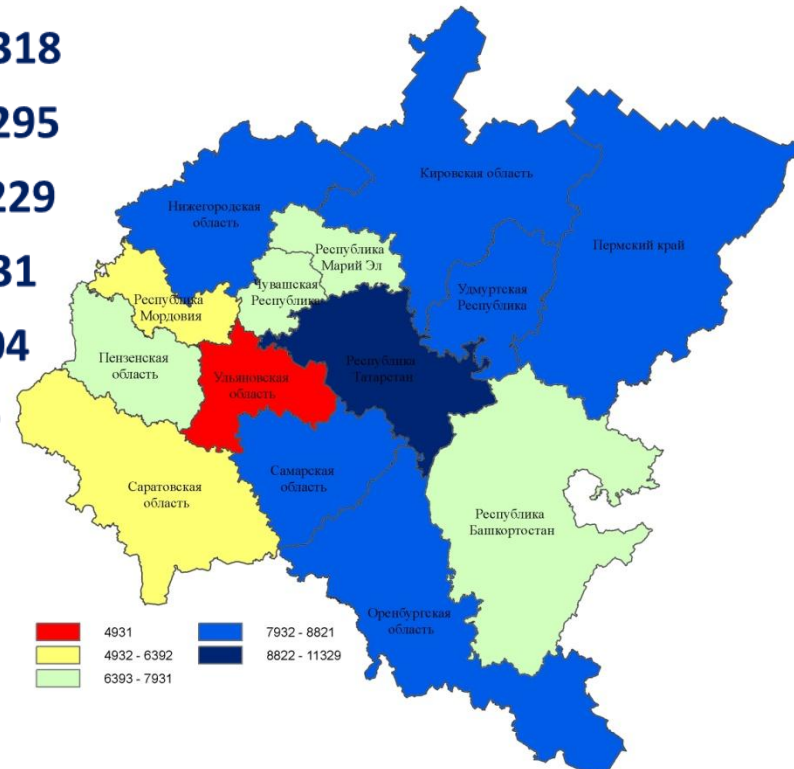 318
295
229
31
04
Кировская область
Нижегородская
область
Пермский край
Республика
Марий Эл
Чувашская
Республика
Удмуртская
Республика
Республика
Мордовия
Пензенская
область
Республика
Татарстан
Ульяновская
область
Самарская
область
Саратовская
область
Республика
Башкортостан
Оренбургская
область
4931
4932 - 6392
6393 - 7931
7932 - 8821
8822 - 11329